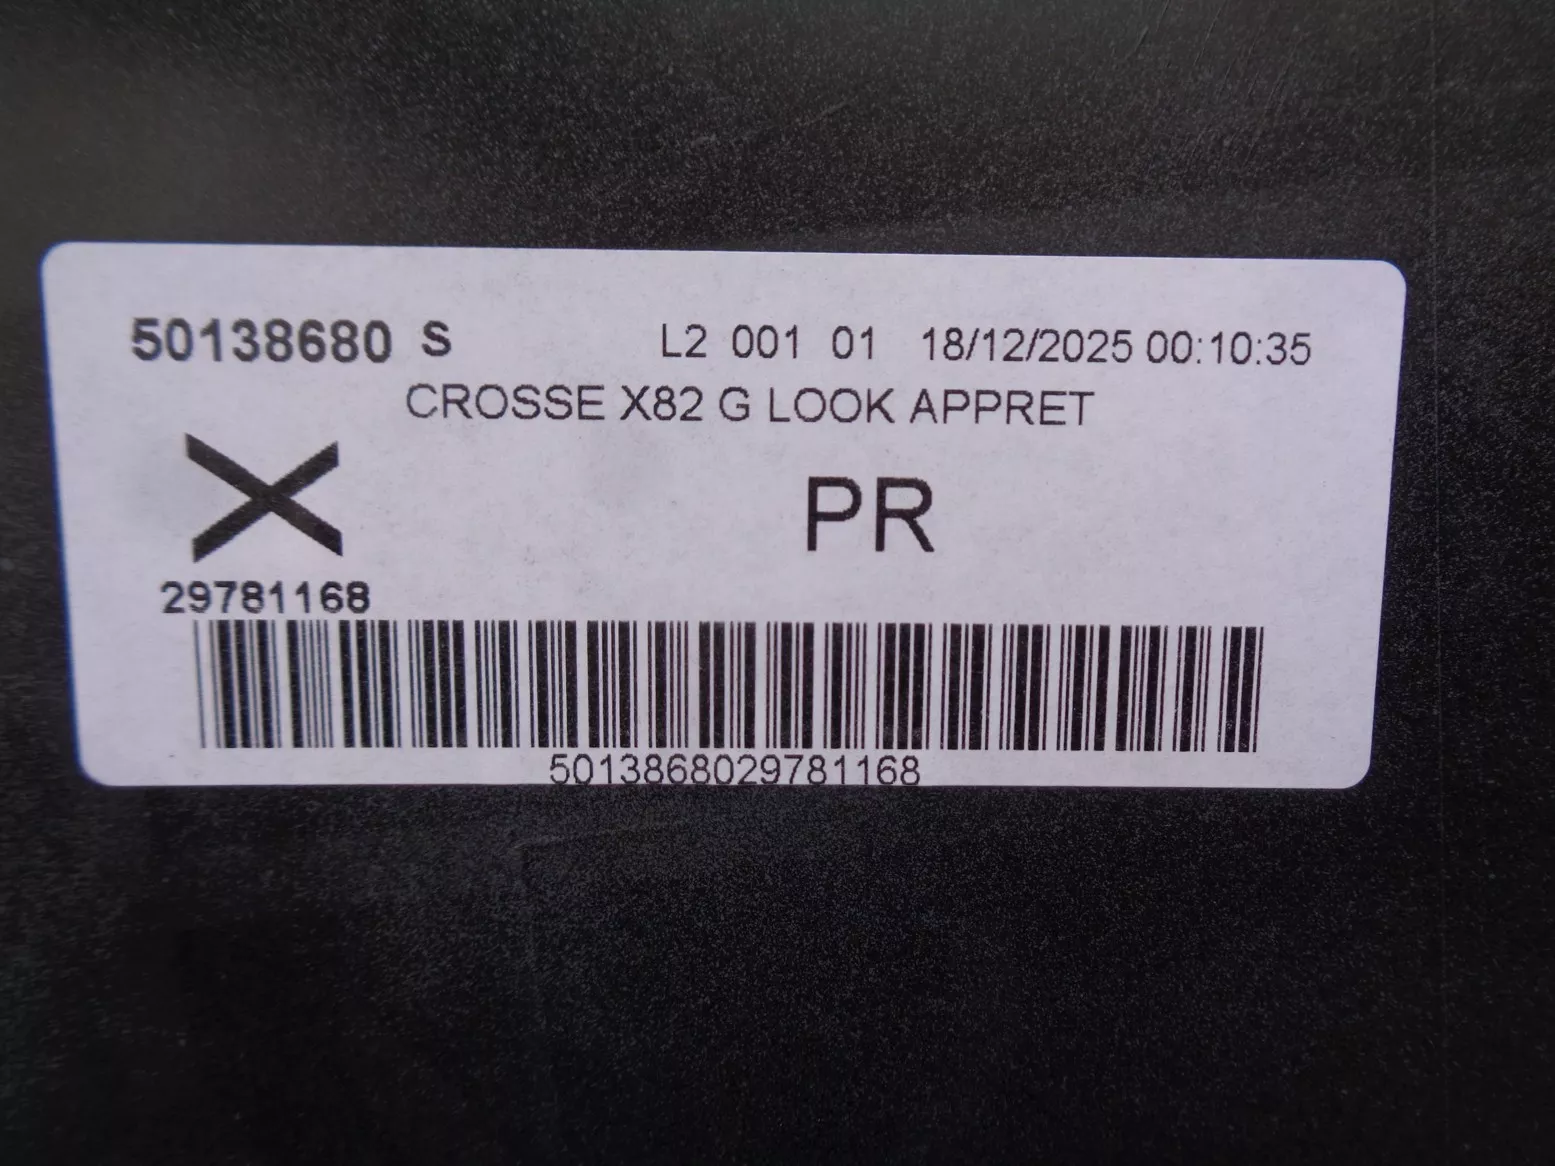 50138680 S L2 001 01 18/12/2025 00:10:35
CROSSE X82 G LOOK APPRET
X PR
29781168
5013868029781168